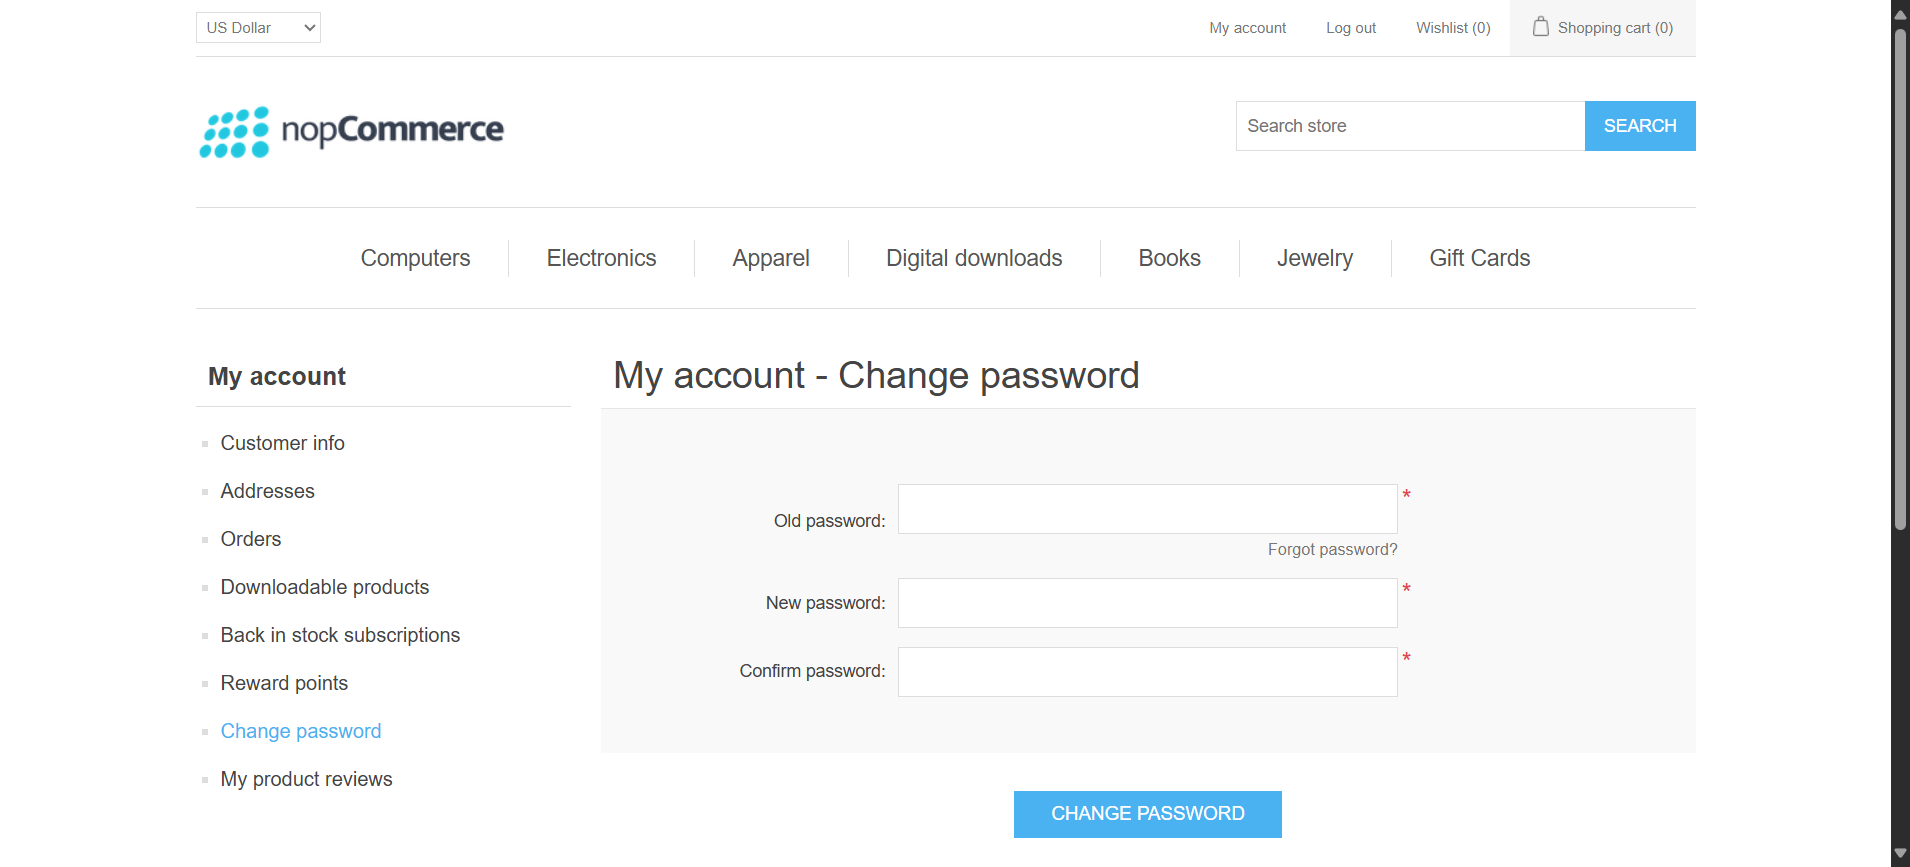 US Dollar
My account
Log out
Wishlist (0)
Shopping cart (0)
nopCommerce
Search store
SEARCH
Computers
Electronics
Apparel
Digital downloads
Books
Jewelry
Gift Cards
My account
Customer info
Addresses
Orders
Downloadable products
Back in stock subscriptions
Reward points
Change password
My product reviews
My account - Change password
Old password:
*
Forgot password?
New password:
*
Confirm password:
*
CHANGE PASSWORD